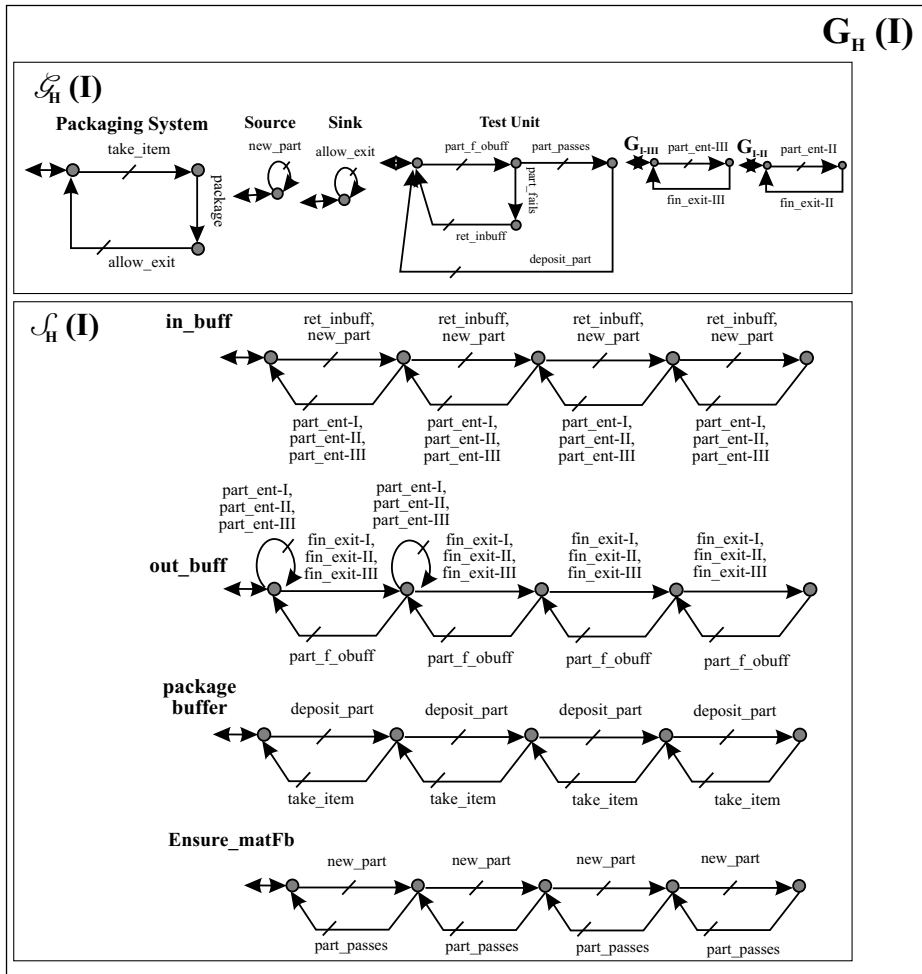 G_H (I)
𝒢_H (I)
Packaging System
Source
Sink
Test Unit
take_item
package
allow_exit
new_part
allow_exit
part_f_obuff
part_passes
part_fails
ret_inbuff
deposit_part
G_I-III
part_ent-III
fin_exit-III
G_I-II
part_ent-II
fin_exit-II
𝒮_H (I)
in_buff
ret_inbuff,
new_part
ret_inbuff,
new_part
ret_inbuff,
new_part
ret_inbuff,
new_part
part_ent-I,
part_ent-II,
part_ent-III
part_ent-I,
part_ent-II,
part_ent-III
part_ent-I,
part_ent-II,
part_ent-III
part_ent-I,
part_ent-II,
part_ent-III
out_buff
part_ent-I,
part_ent-II,
part_ent-III
part_ent-I,
part_ent-II,
part_ent-III
fin_exit-I,
fin_exit-II,
fin_exit-III
fin_exit-I,
fin_exit-II,
fin_exit-III
fin_exit-I,
fin_exit-II,
fin_exit-III
fin_exit-I,
fin_exit-II,
fin_exit-III
part_f_obuff
part_f_obuff
part_f_obuff
part_f_obuff
package
buffer
deposit_part
deposit_part
deposit_part
deposit_part
take_item
take_item
take_item
take_item
Ensure_matFb
new_part
new_part
new_part
new_part
part_passes
part_passes
part_passes
part_passes